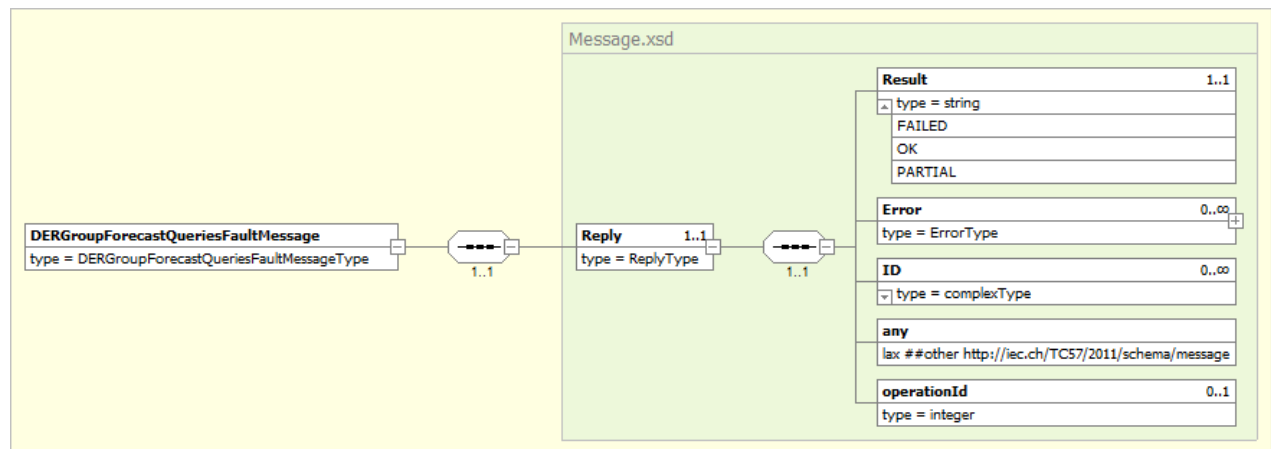 Message.xsd
Result 1..1
type = string
FAILED
OK
PARTIAL
DERGroupForecastQueriesFaultMessage
type = DERGroupForecastQueriesFaultMessageType
1..1
Reply 1..1
type = ReplyType
1..1
Error 0..∞
type = ErrorType
ID 0..∞
type = complexType
any
lax ##other http://iec.ch/TC57/2011/schema/message
operationId 0..1
type = integer